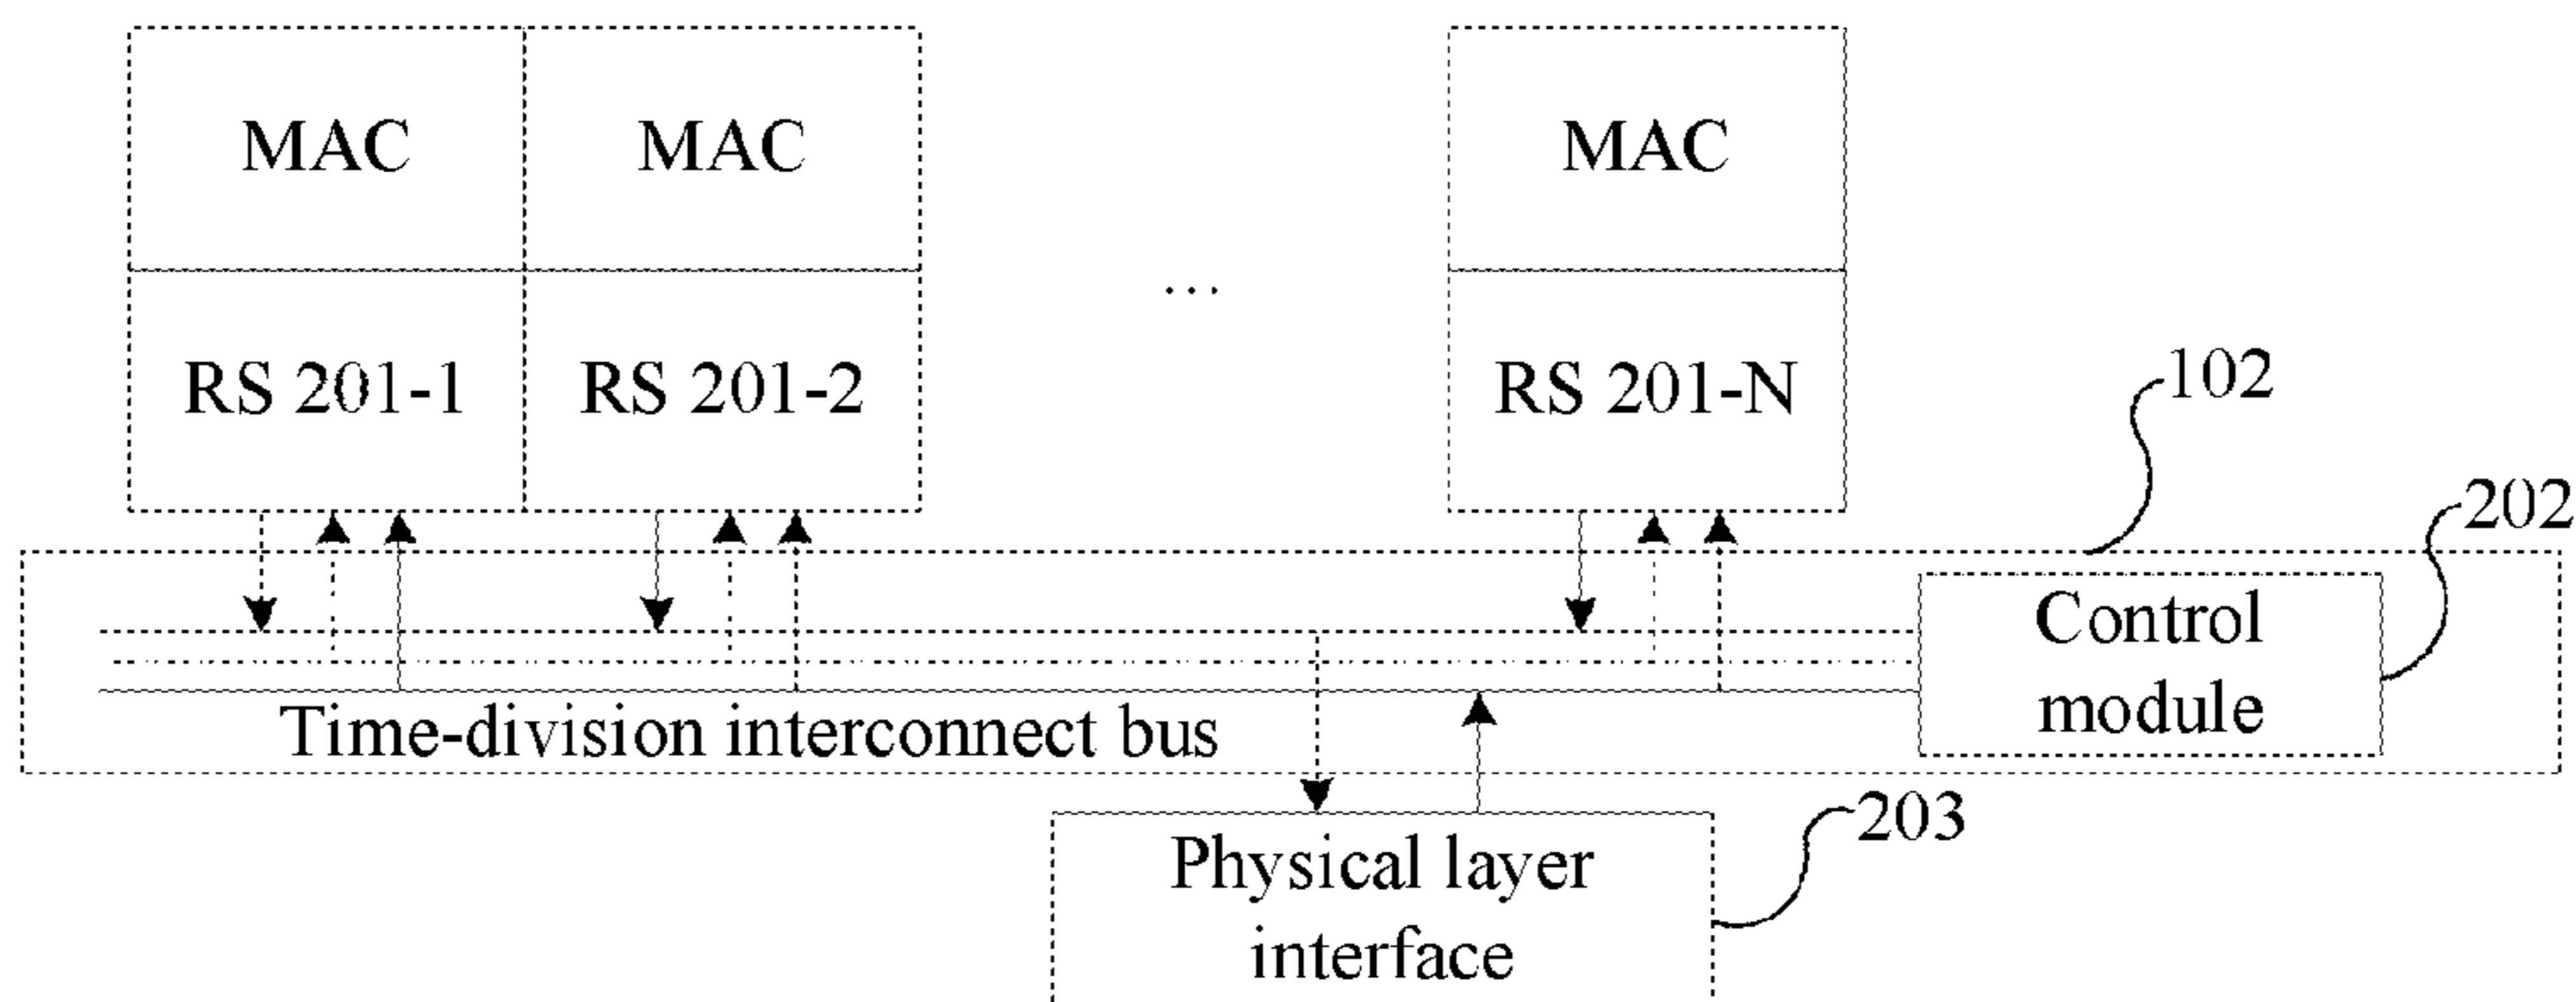 MAC MAC MAC
...
RS 201-1 RS 201-2 RS 201-N
102
202
Control
module
Time-division interconnect bus
203
Physical layer
interface